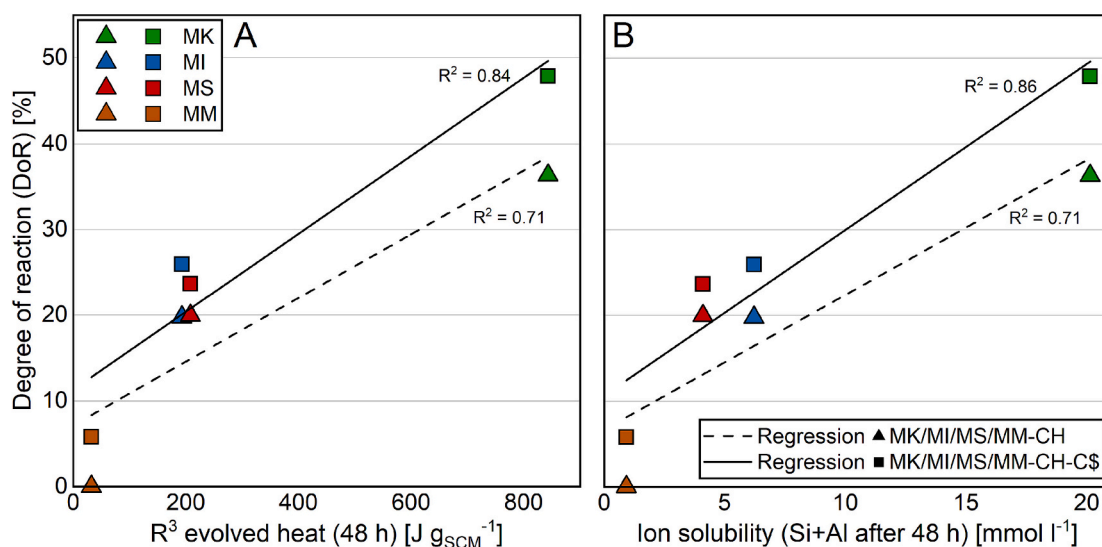 A
MK
MI
MS
MM
R² = 0.84
R² = 0.71
Degree of reaction (DoR) [%]
50
40
30
20
10
0
0 200 400 600 800
R³ evolved heat (48 h) [J g_SCM⁻¹]
B
R² = 0.86
R² = 0.71
Regression MK/MI/MS/MM-CH
Regression MK/MI/MS/MM-CH-C$
0 5 10 15 20
Ion solubility (Si+Al after 48 h) [mmol l⁻¹]